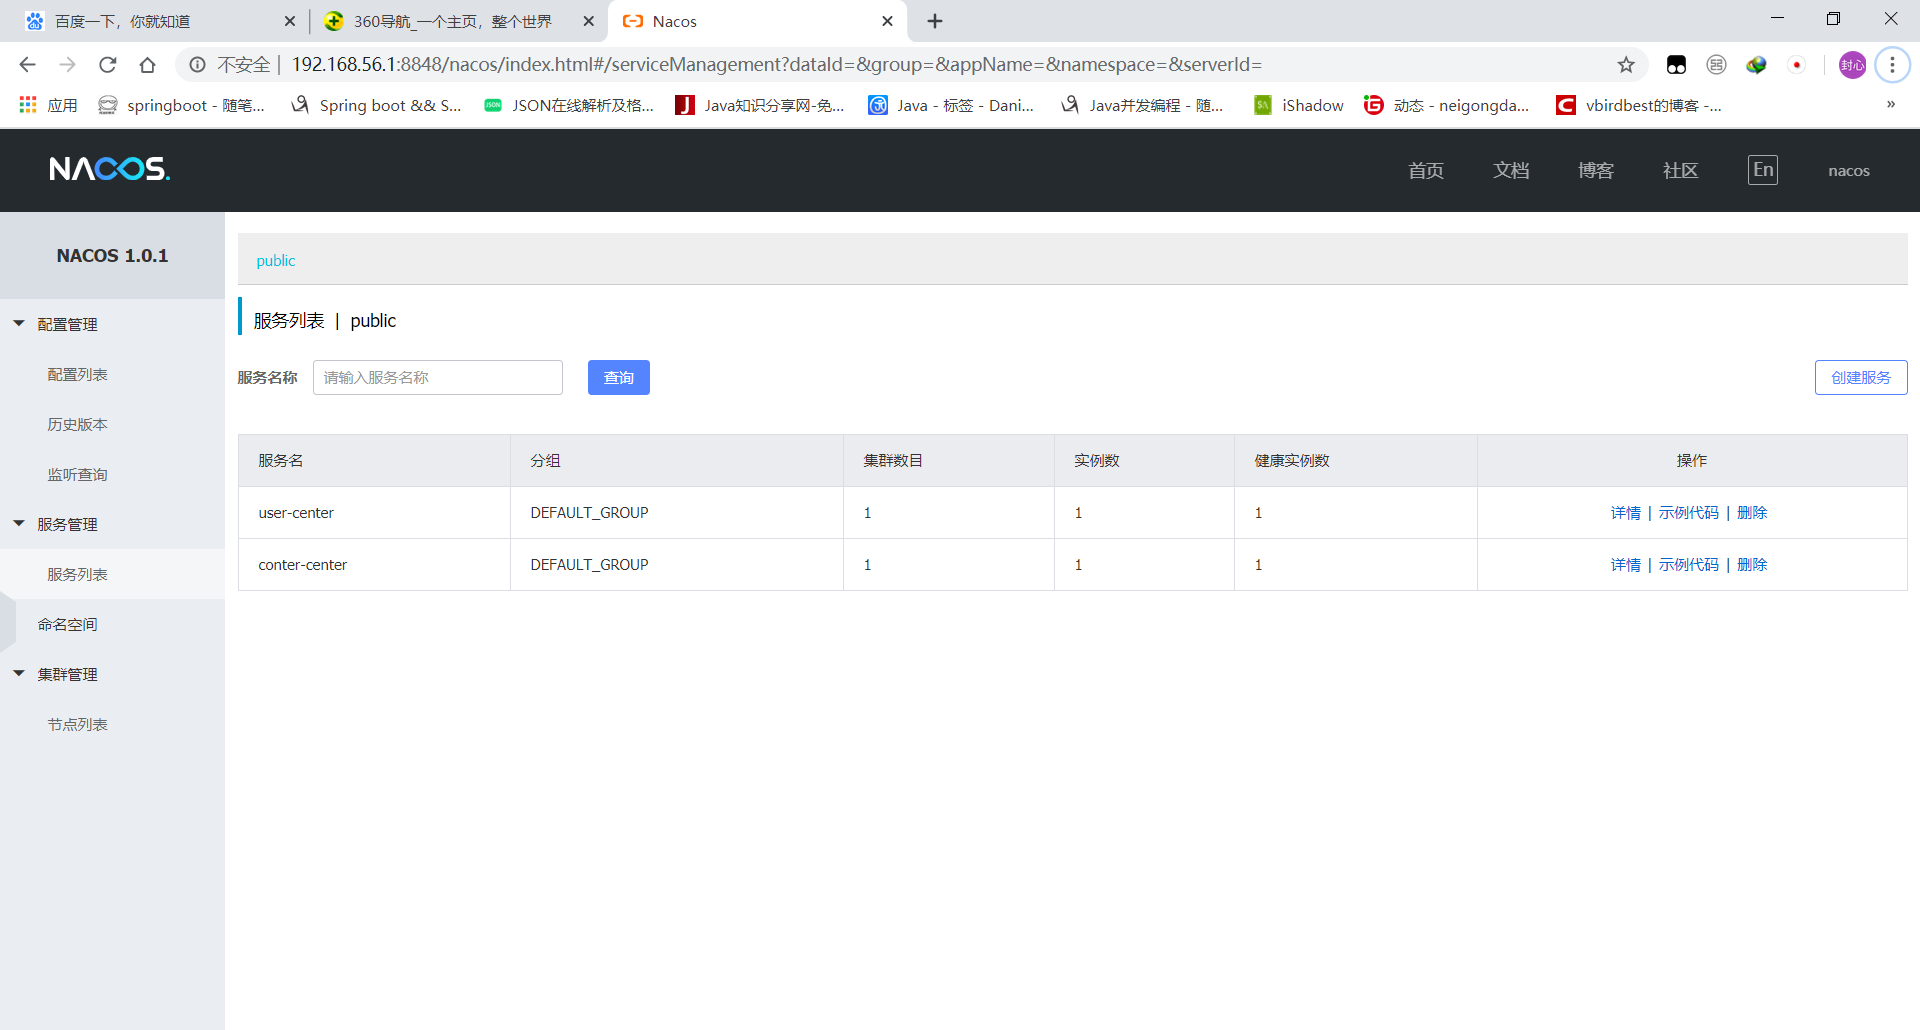 百度一下，你就知道
360导航_一个主页，整个世界
Nacos
不安全 | 192.168.56.1:8848/nacos/index.html#/serviceManagement?dataId=&group=&appName=&namespace=&serverId=
封心
应用
springboot - 随笔...
Spring boot && S...
JSON在线解析及格...
Java知识分享网-免...
Java - 标签 - Dani...
Java并发编程 - 随...
iShadow
动态 - neigongda...
vbirdbest的博客 -...
»
NACOS.
首页
文档
博客
社区
En
nacos
NACOS 1.0.1
配置管理
配置列表
历史版本
监听查询
服务管理
服务列表
命名空间
集群管理
节点列表
public
服务列表 | public
服务名称 请输入服务名称 查询 创建服务
服务名 分组 集群数目 实例数 健康实例数 操作
user-center DEFAULT_GROUP 1 1 1 详情 | 示例代码 | 删除
conter-center DEFAULT_GROUP 1 1 1 详情 | 示例代码 | 删除